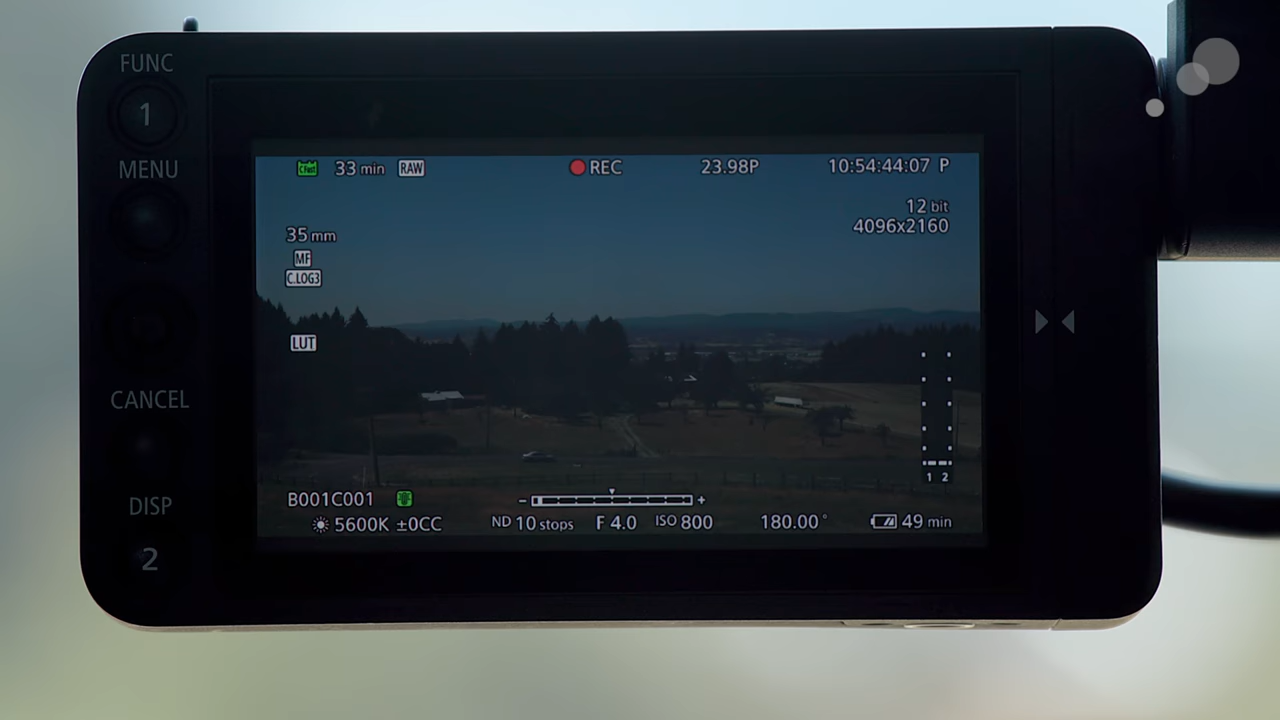 FUNC
1
MENU
CANCEL
DISP
2
CFast 33 min RAW REC 23.98P 10:54:44:07 P
12 bit
35 mm 4096x2160
MF
C.LOG3
LUT
1 2
B001C001 - +
5600K ±0CC ND 10 stops F 4.0 ISO 800 180.00° 49 min